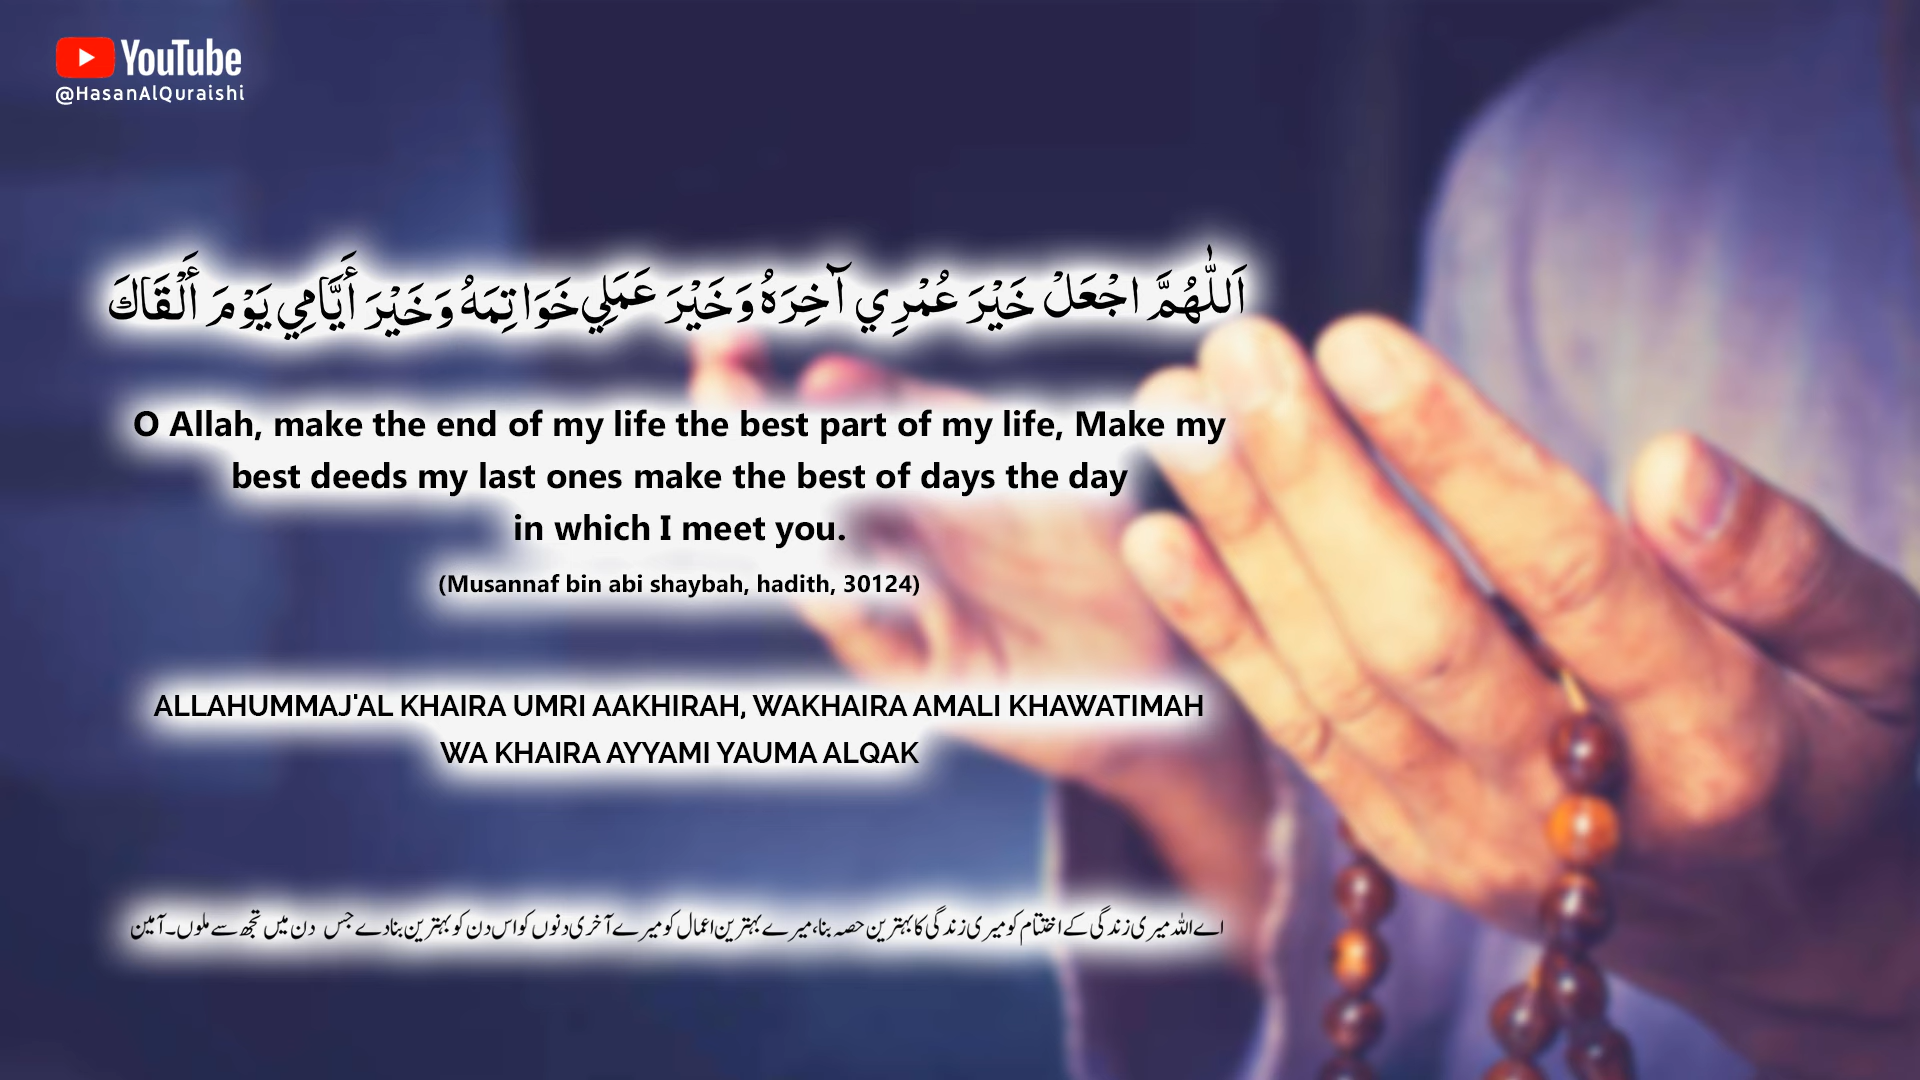 YouTube
@HasanAlQuraishi
اَللّٰهُمَّ اجْعَلْ خَيْرَ عُمْرِي آخِرَهُ وَخَيْرَ عَمَلِي خَوَاتِمَهُ وَخَيْرَ أَيَّامِي يَوْمَ أَلْقَاكَ
O Allah, make the end of my life the best part of my life, Make my
best deeds my last ones make the best of days the day
in which I meet you.
(Musannaf bin abi shaybah, hadith, 30124)
ALLAHUMMAJ'AL KHAIRA UMRI AAKHIRAH, WAKHAIRA AMALI KHAWATIMAH
WA KHAIRA AYYAMI YAUMA ALQAK
اے اللہ میری زندگی کے اختتام کو میری زندگی کا بہترین حصہ بنا، میرے بہترین اعمال کو میرے آخری دنوں کو اس دن کو بہترین بنا دے جس دن میں تجھ سے ملوں۔ آمین